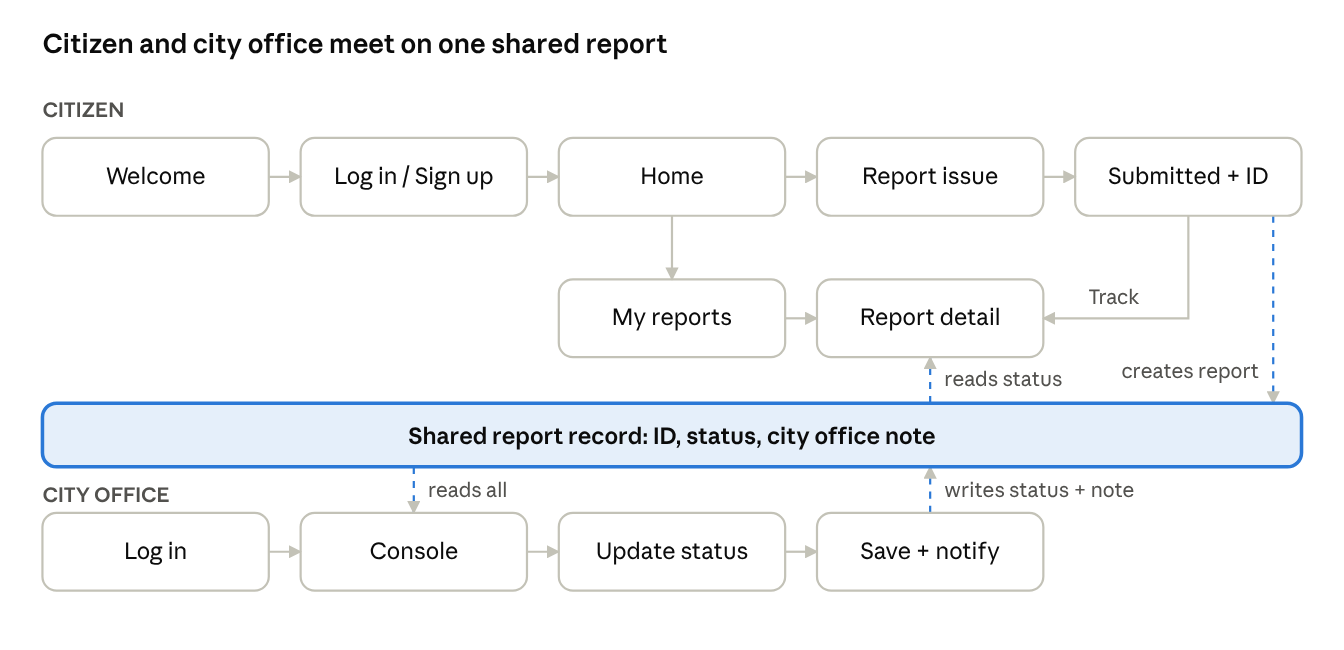 Citizen and city office meet on one shared report
CITIZEN
Welcome
Log in / Sign up
Home
Report issue
Submitted + ID
My reports
Report detail
Track
reads status
creates report
Shared report record: ID, status, city office note
CITY OFFICE
reads all
writes status + note
Log in
Console
Update status
Save + notify